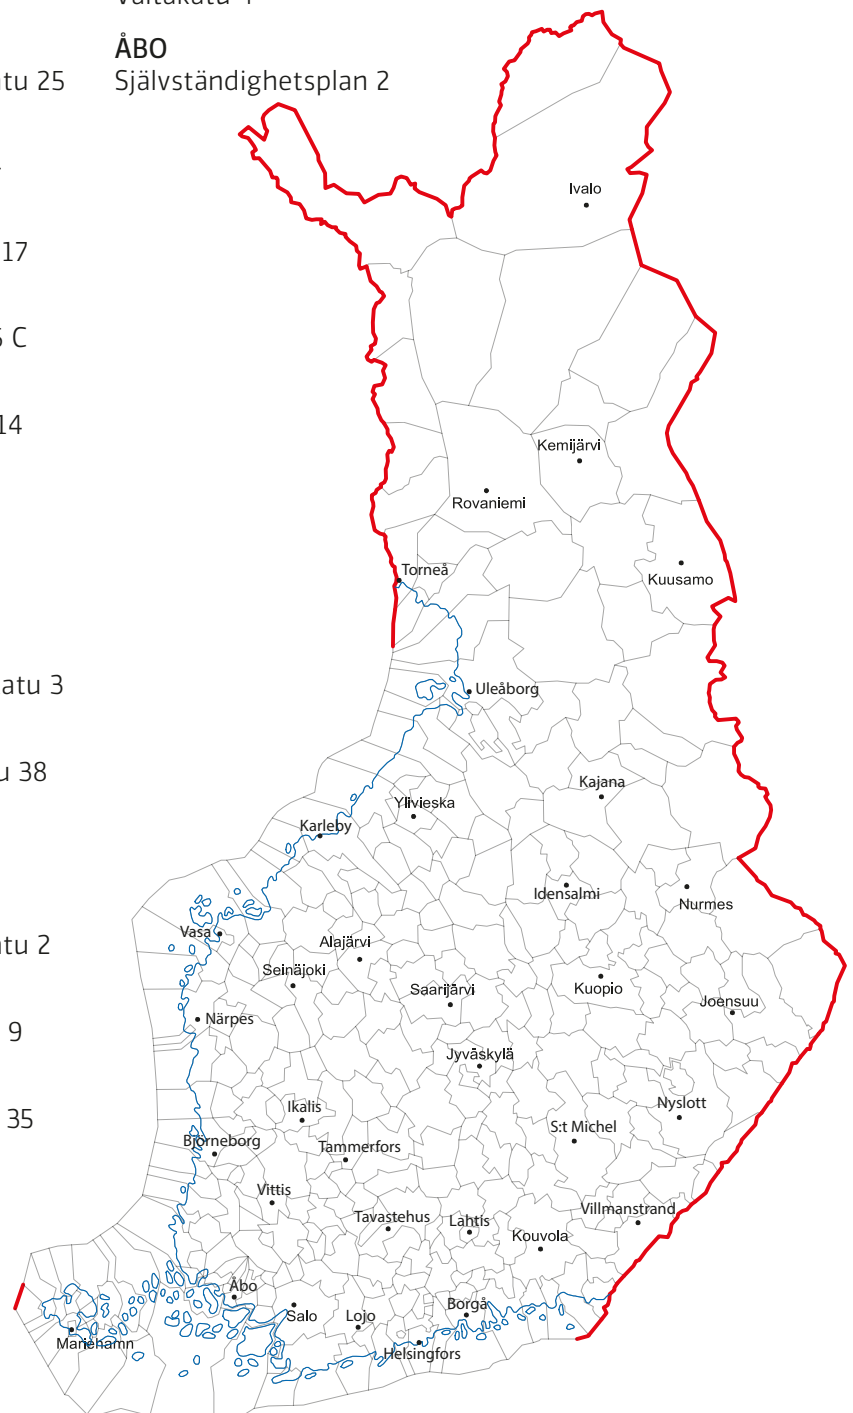 ÅBO
Självständighetsplan 2
atu 25
17
C
14
atu 3
38
atu 2
9
35
Ivalo
Kemijärvi
Rovaniemi
Torneå
Kuusamo
Uleåborg
Kajana
Ylivieska
Karleby
Idensalmi
Nurmes
Vasa
Alajärvi
Seinäjoki
Saarijärvi
Kuopio
Joensuu
Närpes
Jyväskylä
Ikalis
Nyslott
Björneborg
Tammerfors
S:t Michel
Vittis
Tavastehus
Lahtis
Villmanstrand
Kouvola
Åbo
Salo
Lojo
Borgå
Mariehamn
Helsingfors